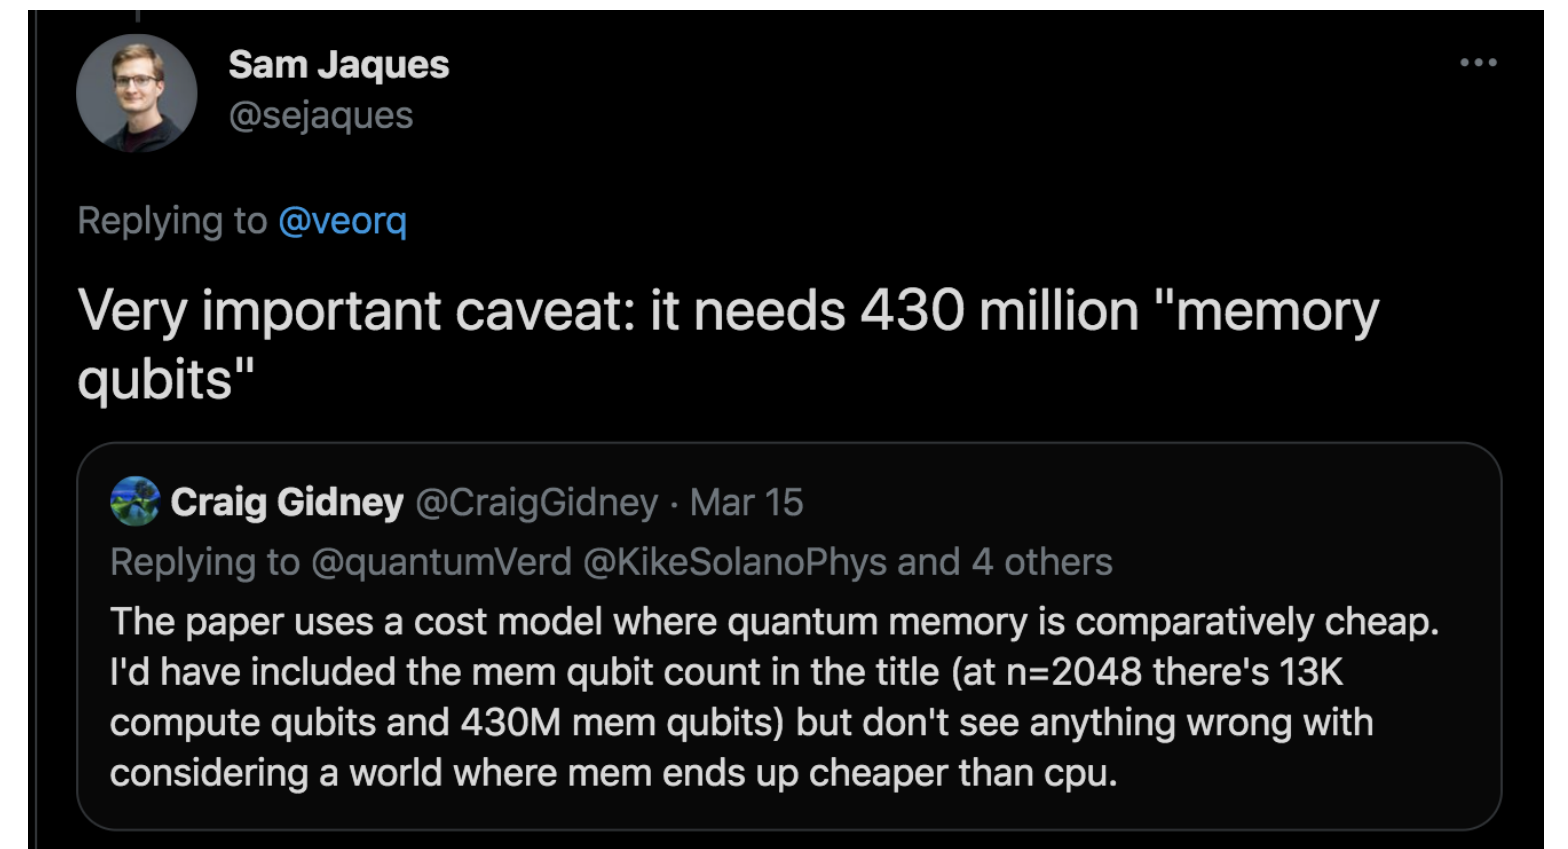 Sam Jaques
@sejaques
Replying to @veorq
Very important caveat: it needs 430 million "memory
qubits"
Craig Gidney @CraigGidney · Mar 15
Replying to @quantumVerd @KikeSolanoPhys and 4 others
The paper uses a cost model where quantum memory is comparatively cheap.
I'd have included the mem qubit count in the title (at n=2048 there's 13K
compute qubits and 430M mem qubits) but don't see anything wrong with
considering a world where mem ends up cheaper than cpu.